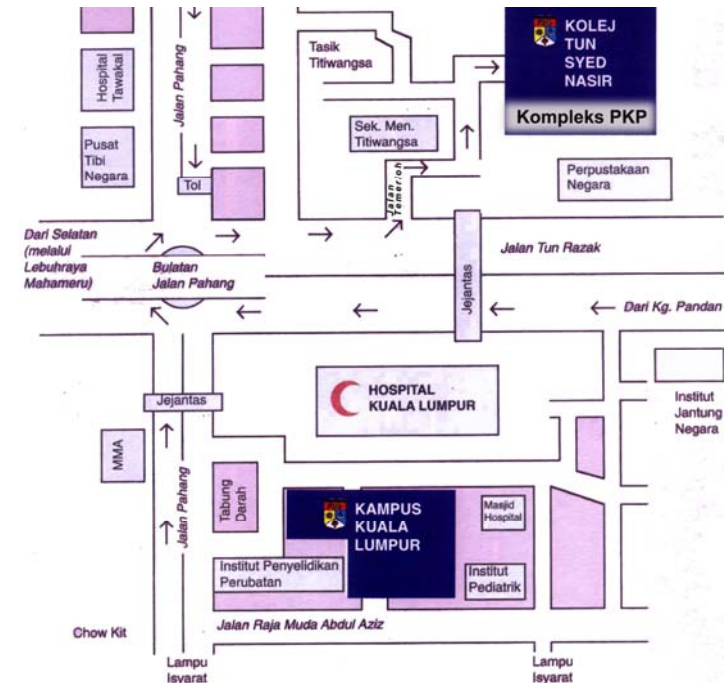 KOLEJ
TUN
SYED
NASIR
Kompleks PKP
Hospital
Tawakal
Jalan Pahang
Tasik
Titiwangsa
Sek. Men.
Titiwangsa
Pusat
Tibi
Negara
Tol
Jalan
Temerloh
Perpustakaan
Negara
Dari Selatan
(melalui
Lebuhraya
Mahameru)
Bulatan
Jalan Pahang
Jejantas
Jalan Tun Razak
Dari Kg. Pandan
HOSPITAL
KUALA LUMPUR
Institut
Jantung
Negara
Jejantas
MMA
Jalan Pahang
Tabung
Darah
KAMPUS
KUALA
LUMPUR
Masjid
Hospital
Institut Penyelidikan
Perubatan
Institut
Pediatrik
Chow Kit
Jalan Raja Muda Abdul Aziz
Lampu
Isyarat
Lampu
Isyarat